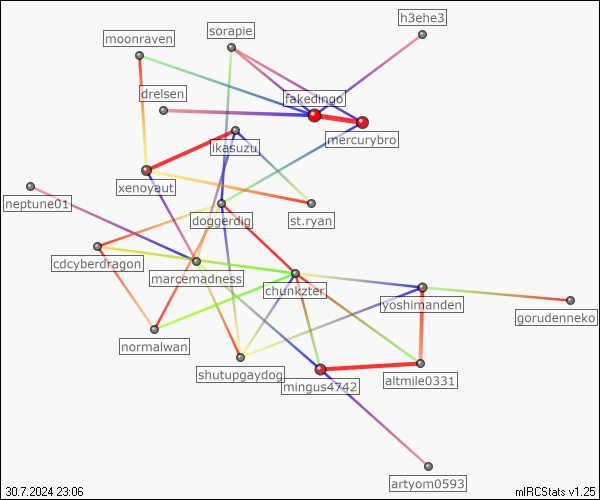 h3ehe3
sorapie
moonraven
drelsen
fakedingo
mercurybro
ikasuzu
xenoyaut
neptune01
doggerdig
st.ryan
cdcyberdragon
marcemadness
chunkzter
yoshimanden
gorudenneko
normalwan
shutupgaydog
mingus4742
altmile0331
artyom0593
30.7.2024 23:06
mIRCStats v1.25